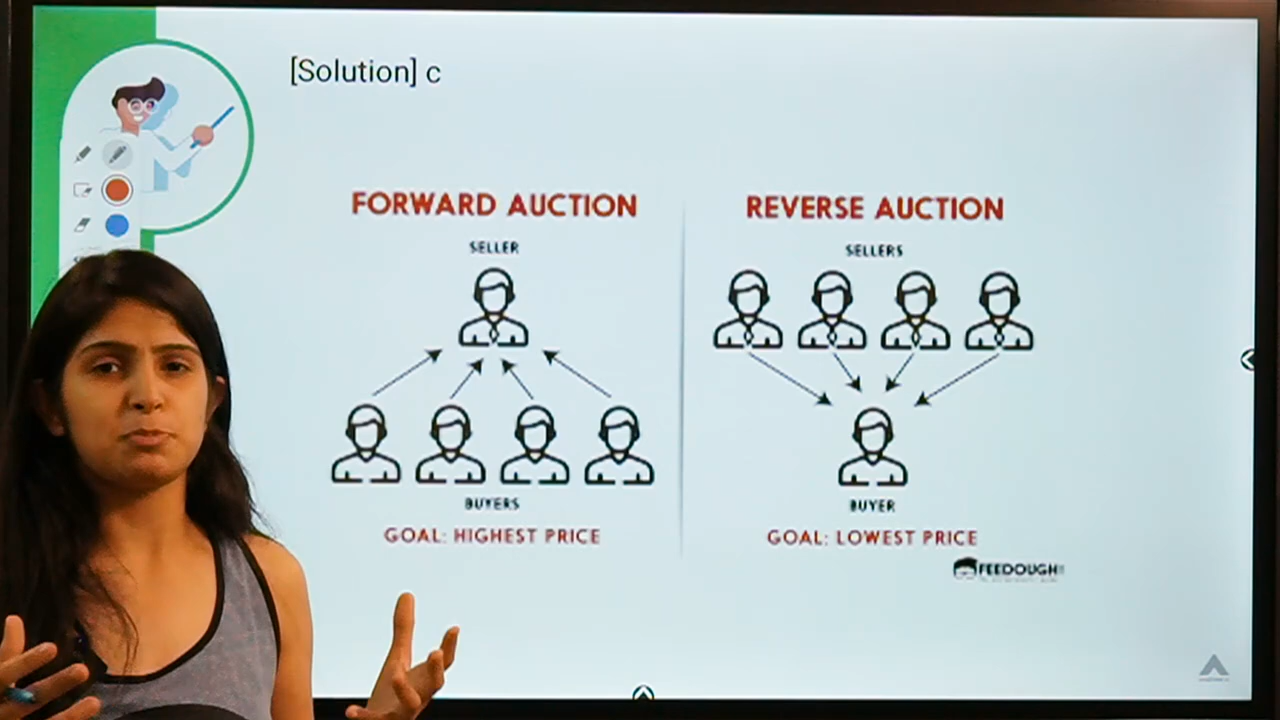 [Solution] c
FORWARD AUCTION
SELLER
BUYERS
GOAL: HIGHEST PRICE
REVERSE AUCTION
SELLERS
BUYER
GOAL: LOWEST PRICE
FEEDOUGH